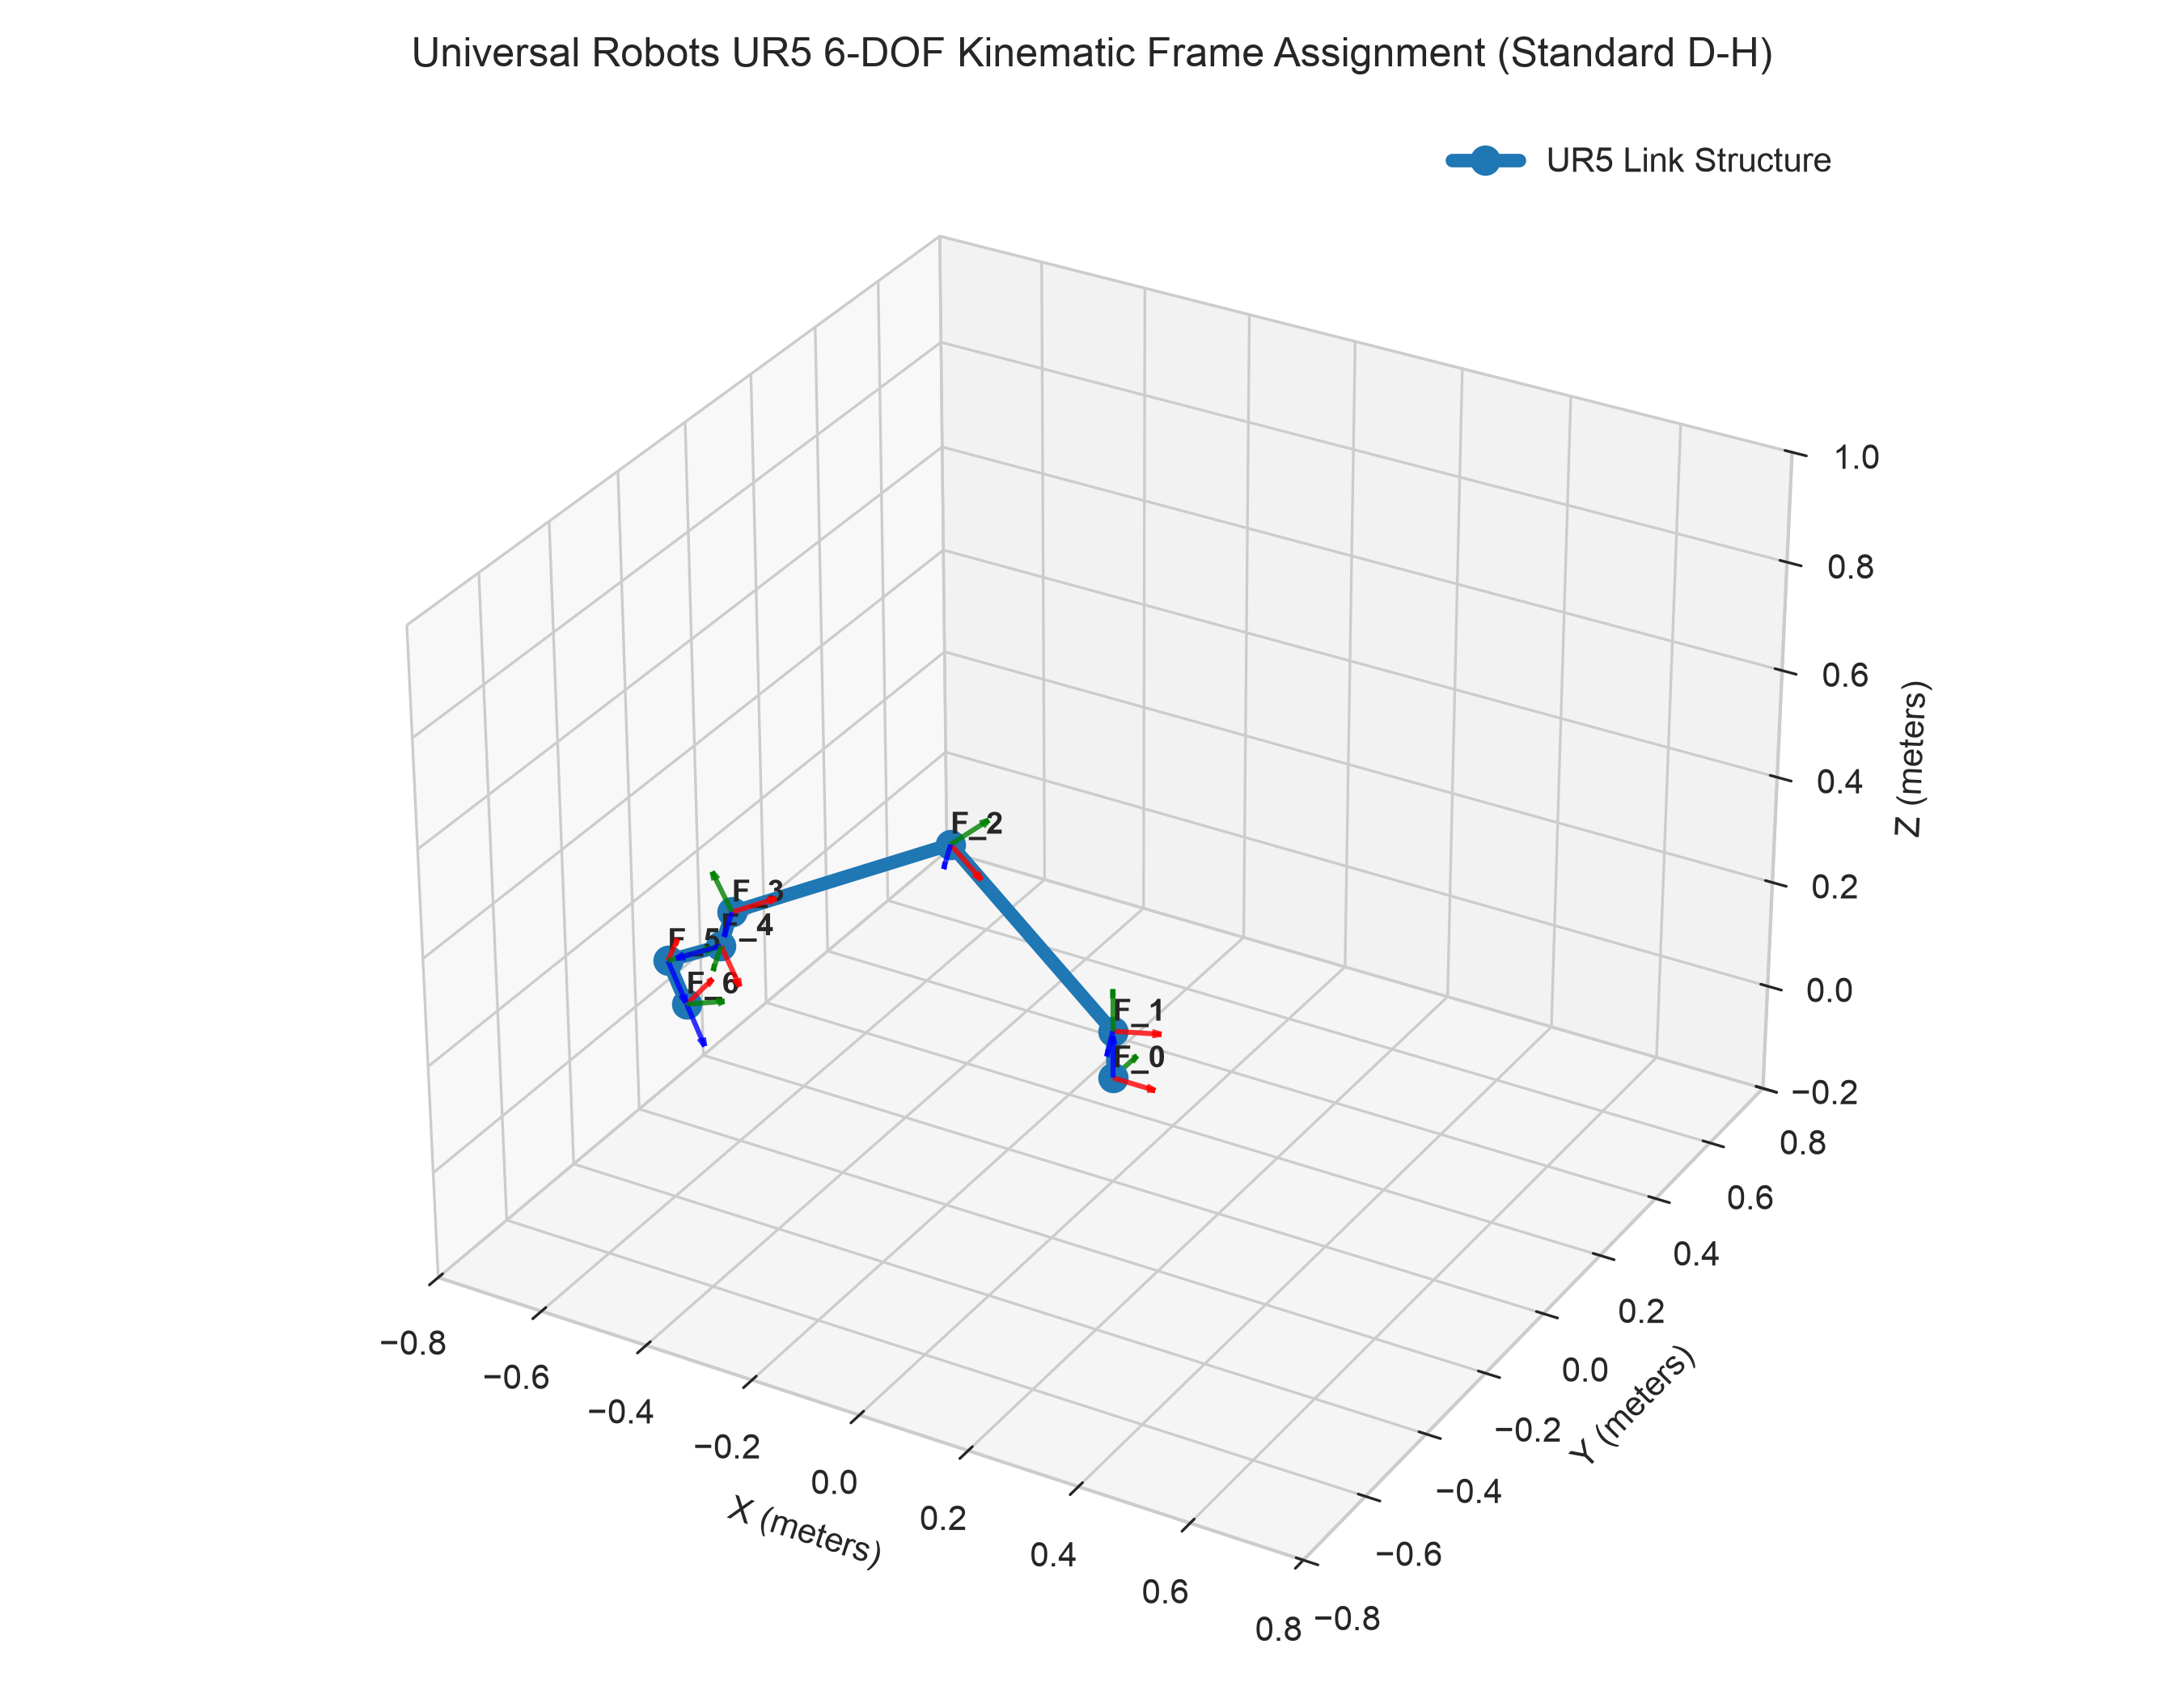 Universal Robots UR5 6-DOF Kinematic Frame Assignment (Standard D-H)
UR5 Link Structure
1.0
0.8
0.6
0.4
0.2
0.0
−0.2
Z (meters)
F_2
F_3
F_4
F_5
F_6
F_1
F_0
0.8
0.6
0.4
0.2
0.0
−0.2
−0.4
−0.6
−0.8
Y (meters)
−0.8
−0.6
−0.4
−0.2
0.0
0.2
0.4
0.6
0.8
X (meters)